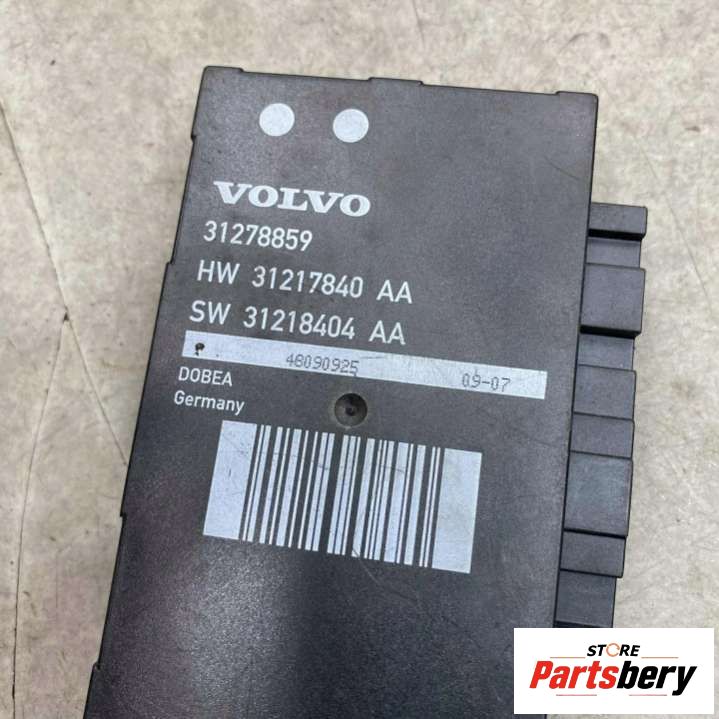 VOLVO
31278859
HW 31217840 AA
SW 31218404 AA
48090925 09-07
DOBEA
Germany
STORE
Partsbery